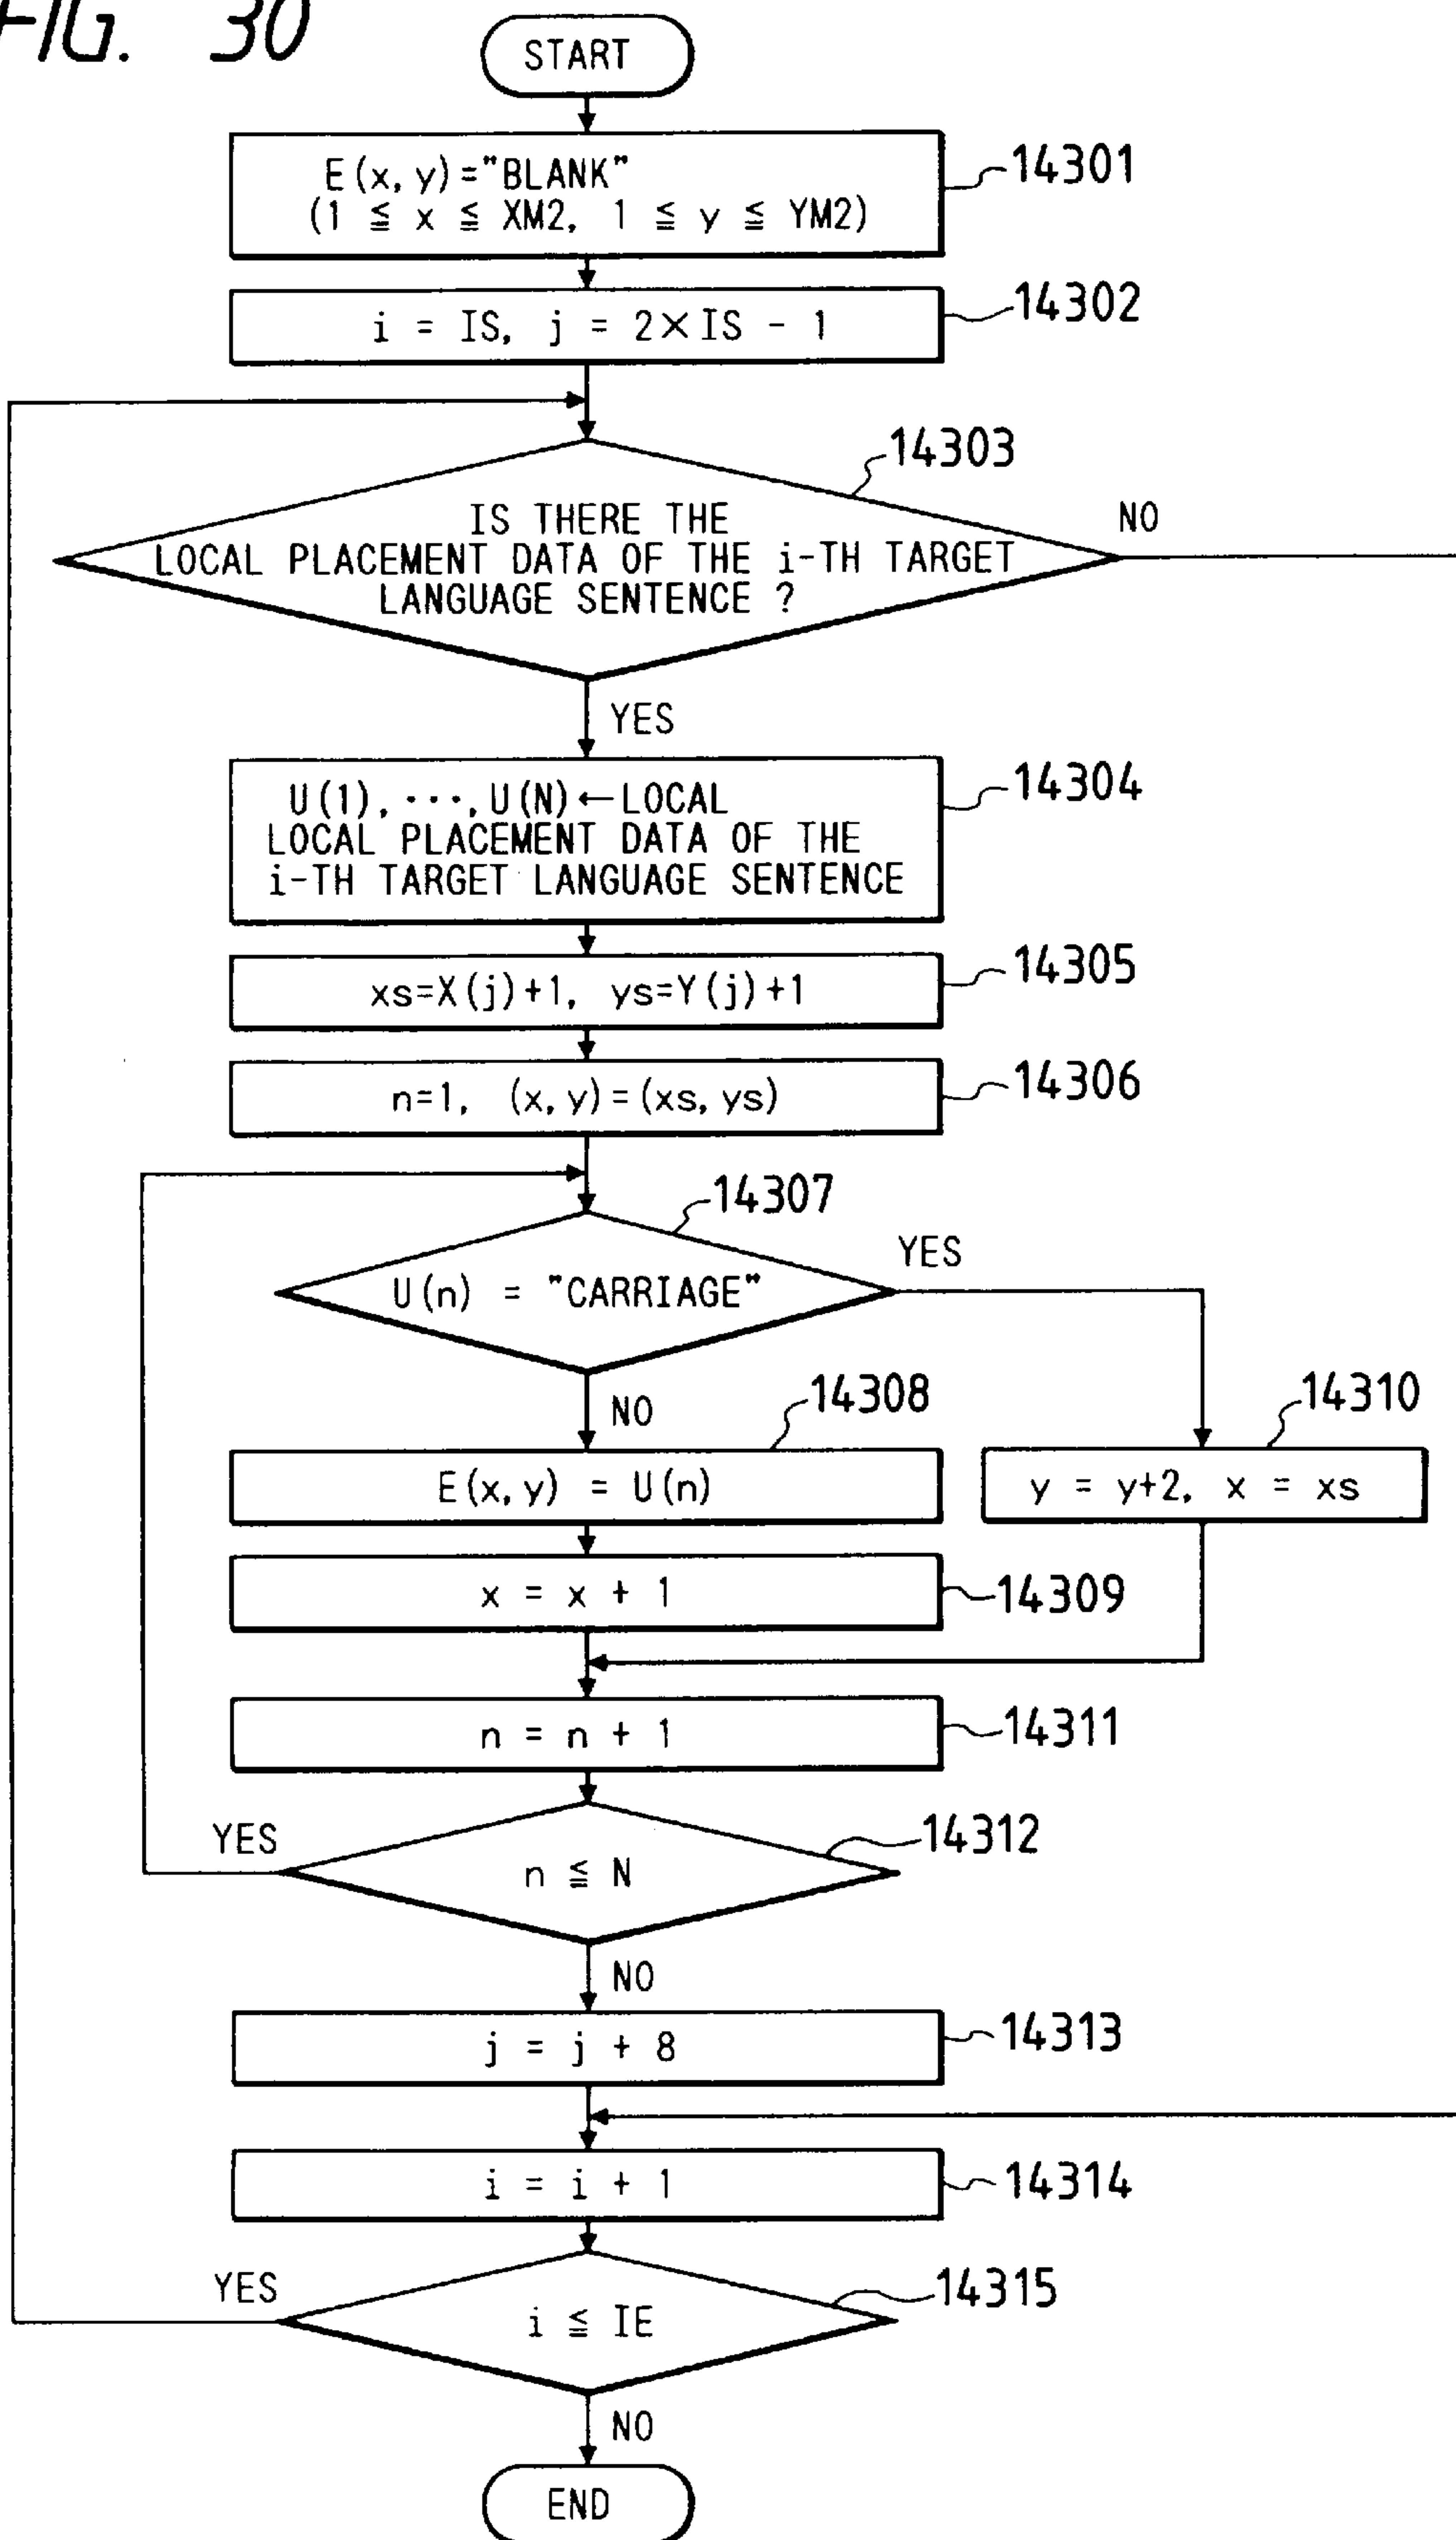 FIG. 30
START
E(x, y)="BLANK"
(1 ≦ x ≦ XM2, 1 ≦ y ≦ YM2)
14301
i = IS, j = 2×IS - 1
14302
14303
IS THERE THE
LOCAL PLACEMENT DATA OF THE i-TH TARGET
LANGUAGE SENTENCE ?
NO
YES
U(1), ···, U(N)←LOCAL
LOCAL PLACEMENT DATA OF THE
i-TH TARGET LANGUAGE SENTENCE
14304
xs=X(j)+1, ys=Y(j)+1
14305
n=1, (x, y)=(xs, ys)
14306
14307
U(n) = "CARRIAGE"
YES
NO
14308
E(x, y) = U(n)
14310
y = y+2, x = xs
x = x + 1
14309
n = n + 1
14311
YES
n ≦ N
14312
NO
j = j + 8
14313
i = i + 1
14314
YES
i ≦ IE
14315
NO
END